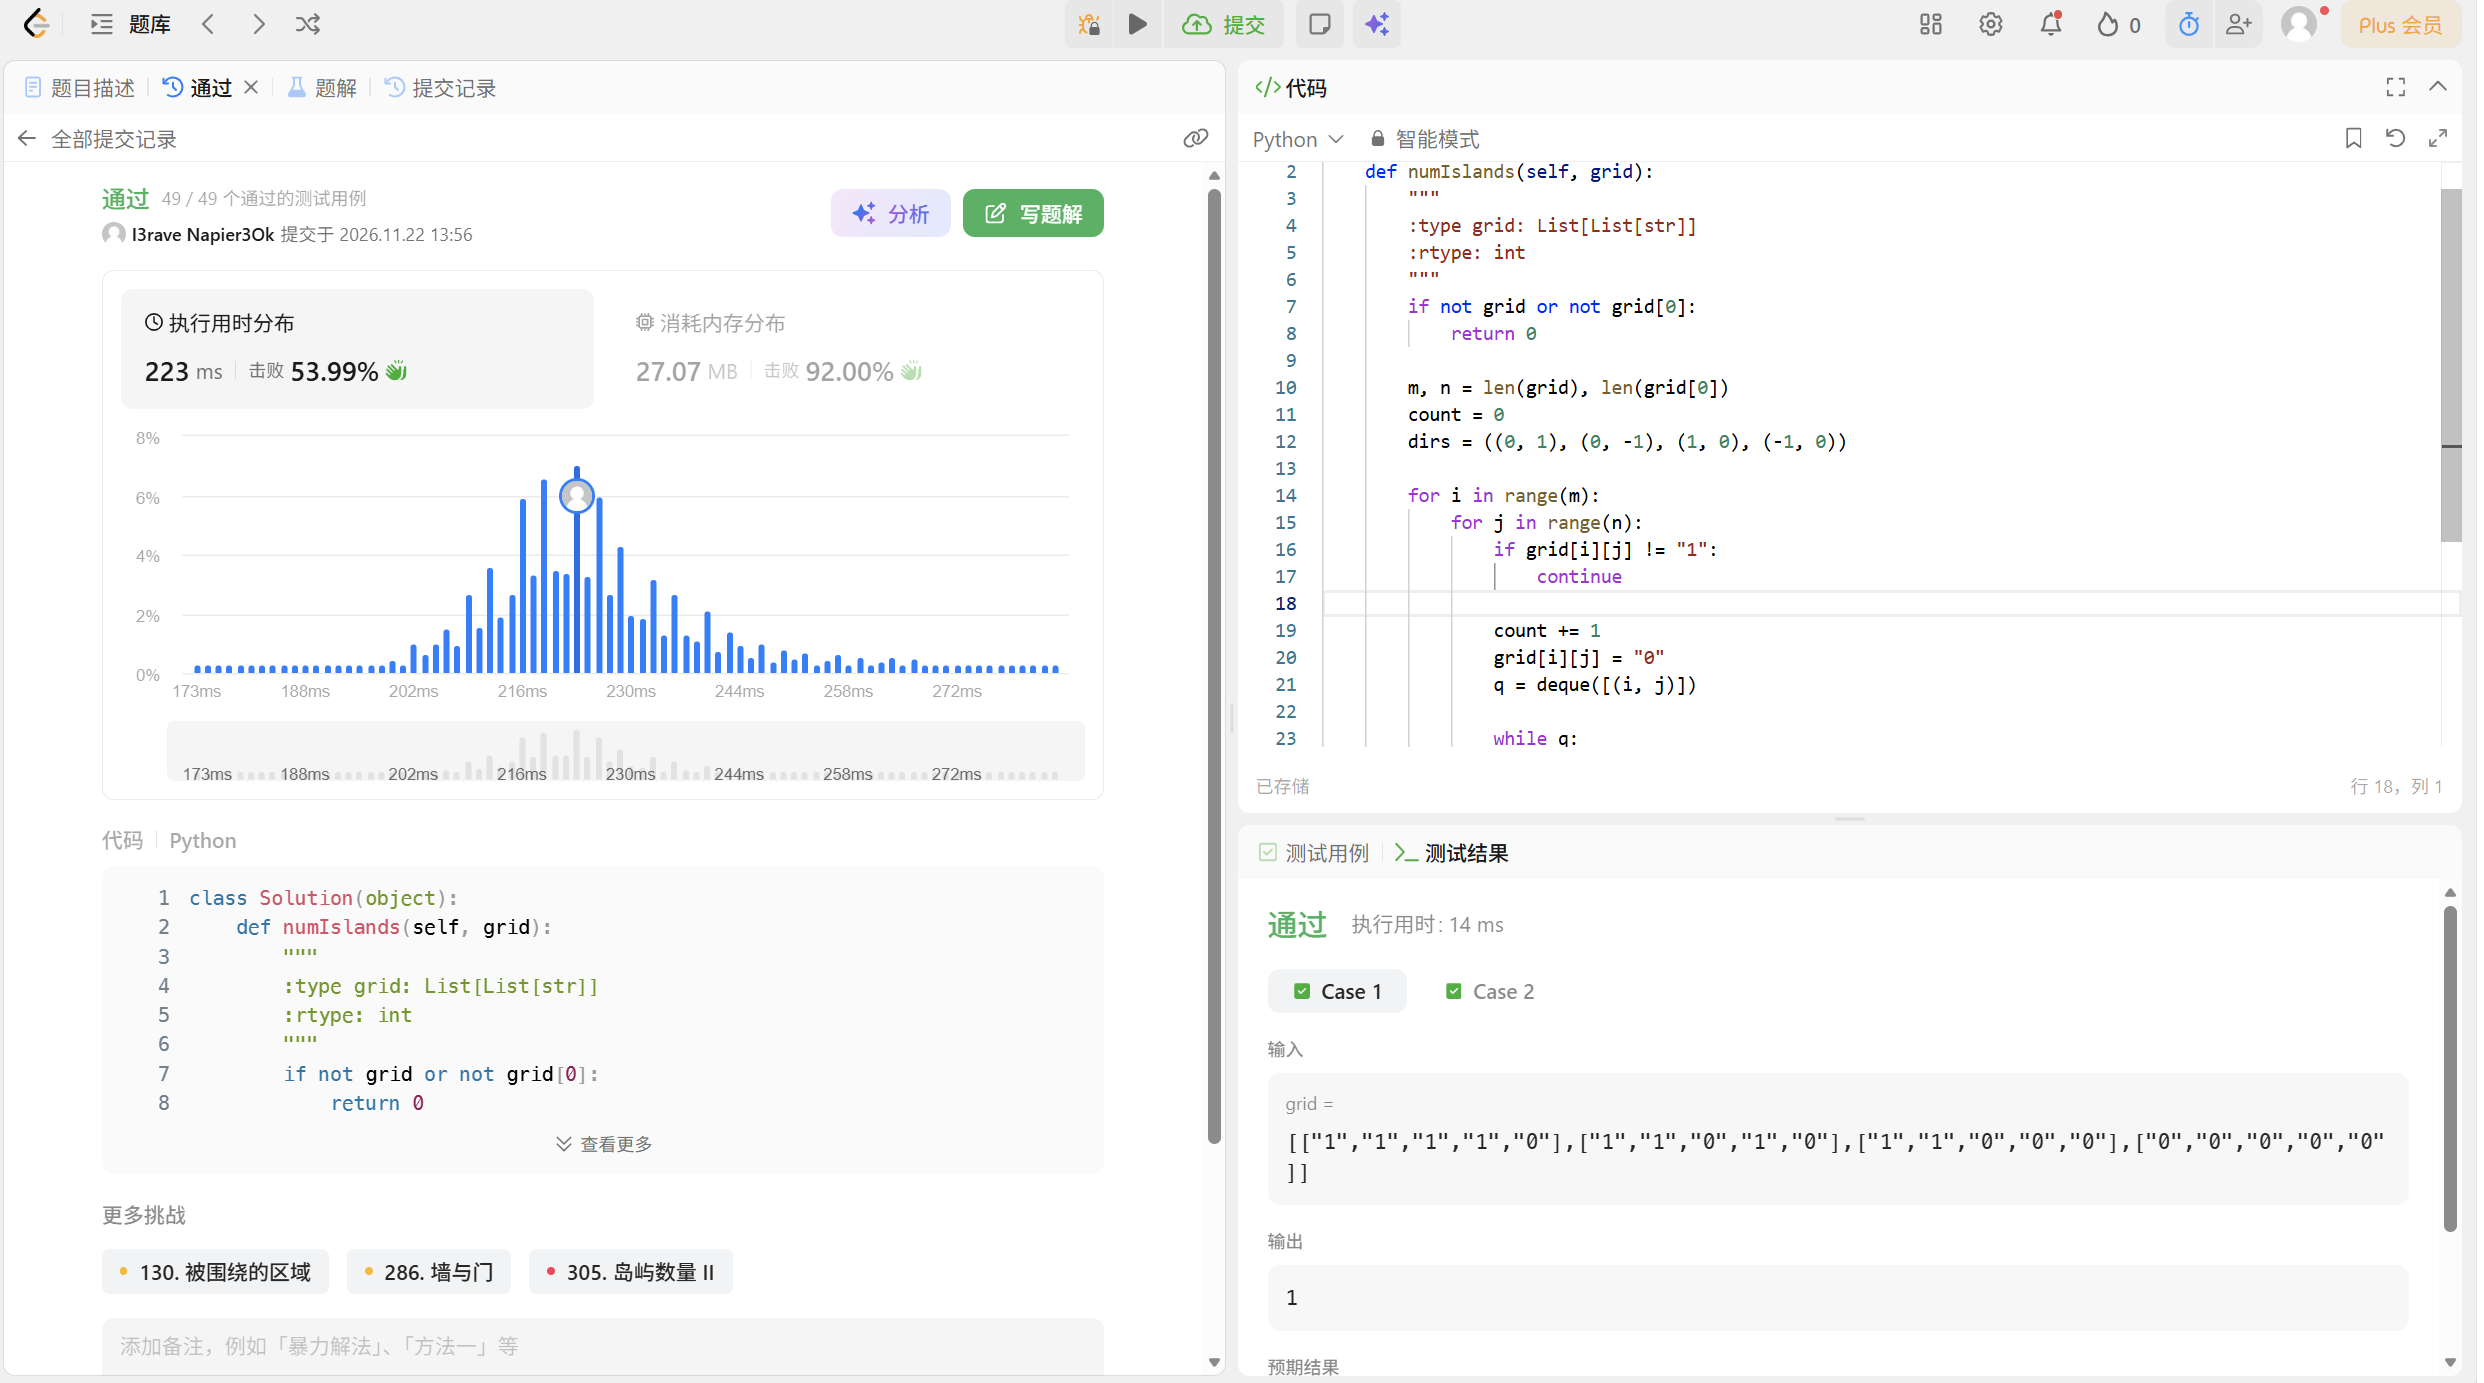 题库
提交
0
Plus 会员
题目描述
通过
题解
提交记录
全部提交记录
通过 49 / 49 个通过的测试用例
l3rave Napier3Ok 提交于 2026.11.22 13:56
分析
写题解
执行用时分布
223 ms 击败 53.99%
消耗内存分布
27.07 MB 击败 92.00%
8%
6%
4%
2%
0%
173ms 188ms 202ms 216ms 230ms 244ms 258ms 272ms
173ms 188ms 202ms 216ms 230ms 244ms 258ms 272ms
代码 Python
1 class Solution(object):
2 def numIslands(self, grid):
3 """
4 :type grid: List[List[str]]
5 :rtype: int
6 """
7 if not grid or not grid[0]:
8 return 0
查看更多
更多挑战
130. 被围绕的区域
286. 墙与门
305. 岛屿数量 II
添加备注，例如「暴力解法」、「方法一」等
代码
Python 智能模式
2 def numIslands(self, grid):
3 """
4 :type grid: List[List[str]]
5 :rtype: int
6 """
7 if not grid or not grid[0]:
8 return 0
9
10 m, n = len(grid), len(grid[0])
11 count = 0
12 dirs = ((0, 1), (0, -1), (1, 0), (-1, 0))
13
14 for i in range(m):
15 for j in range(n):
16 if grid[i][j] != "1":
17 continue
18
19 count += 1
20 grid[i][j] = "0"
21 q = deque([(i, j)])
22
23 while q:
已存储
行 18，列 1
测试用例
测试结果
通过 执行用时: 14 ms
Case 1
Case 2
输入
grid =
[["1","1","1","1","0"],["1","1","0","1","0"],["1","1","0","0","0"],["0","0","0","0","0"
]]
输出
1
预期结果